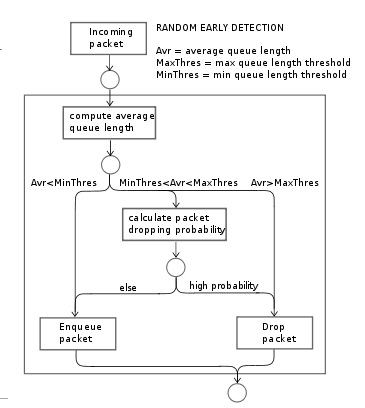 Incoming
packet
RANDOM EARLY DETECTION
Avr = average queue length
MaxThres = max queue length threshold
MinThres = min queue length threshold
compute average
queue length
Avr<MinThres
MinThres<Avr<MaxThres
Avr>MaxThres
calculate packet
dropping probability
else
high probability
Enqueue
packet
Drop
packet